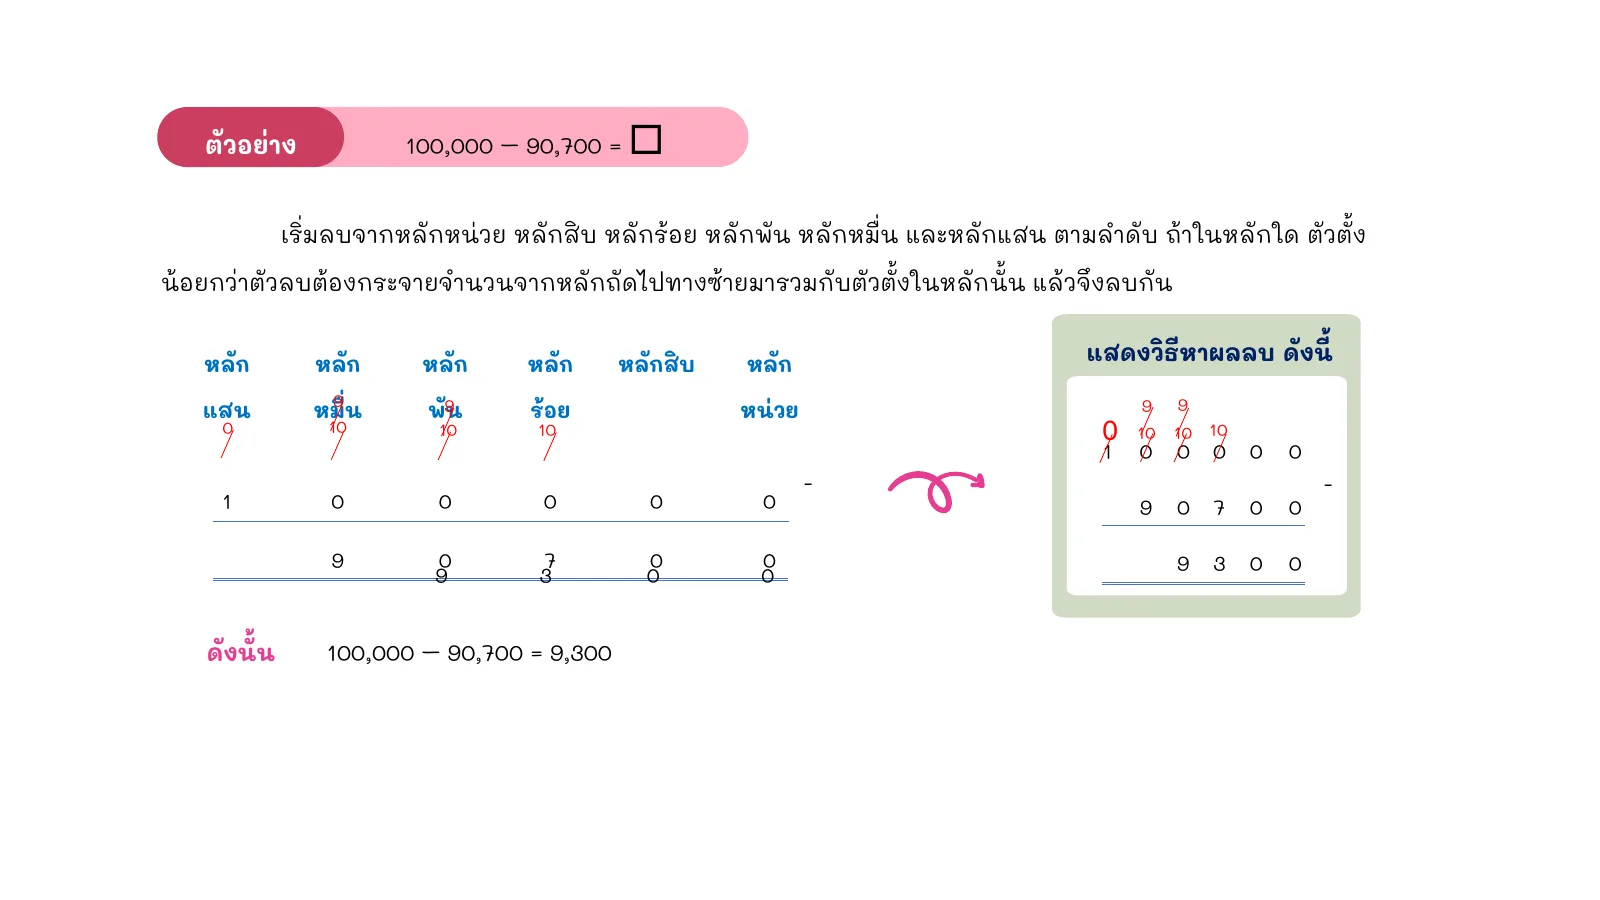 ตัวอย่าง 100,000 – 90,700 = □
เริ่มลบจากหลักหน่วย หลักสิบ หลักร้อย หลักพัน หลักหมื่น และหลักแสน ตามลำดับ ถ้าในหลักใด ตัวตั้ง
น้อยกว่าตัวลบต้องกระจายจำนวนจากหลักถัดไปทางซ้ายมารวมกับตัวตั้งในหลักนั้น แล้วจึงลบกัน
หลัก หลัก หลัก หลัก หลักสิบ หลัก
แสน หมื่น พัน ร้อย หน่วย
9 9
0 10 10 10
1 0 0 0 0 0
-
9 0 7 0 0
9 3 0 0
แสดงวิธีหาผลลบ ดังนี้
9 9
0 10 10 10
1 0 0 0 0 0
-
9 0 7 0 0
9 3 0 0
ดังนั้น 100,000 – 90,700 = 9,300